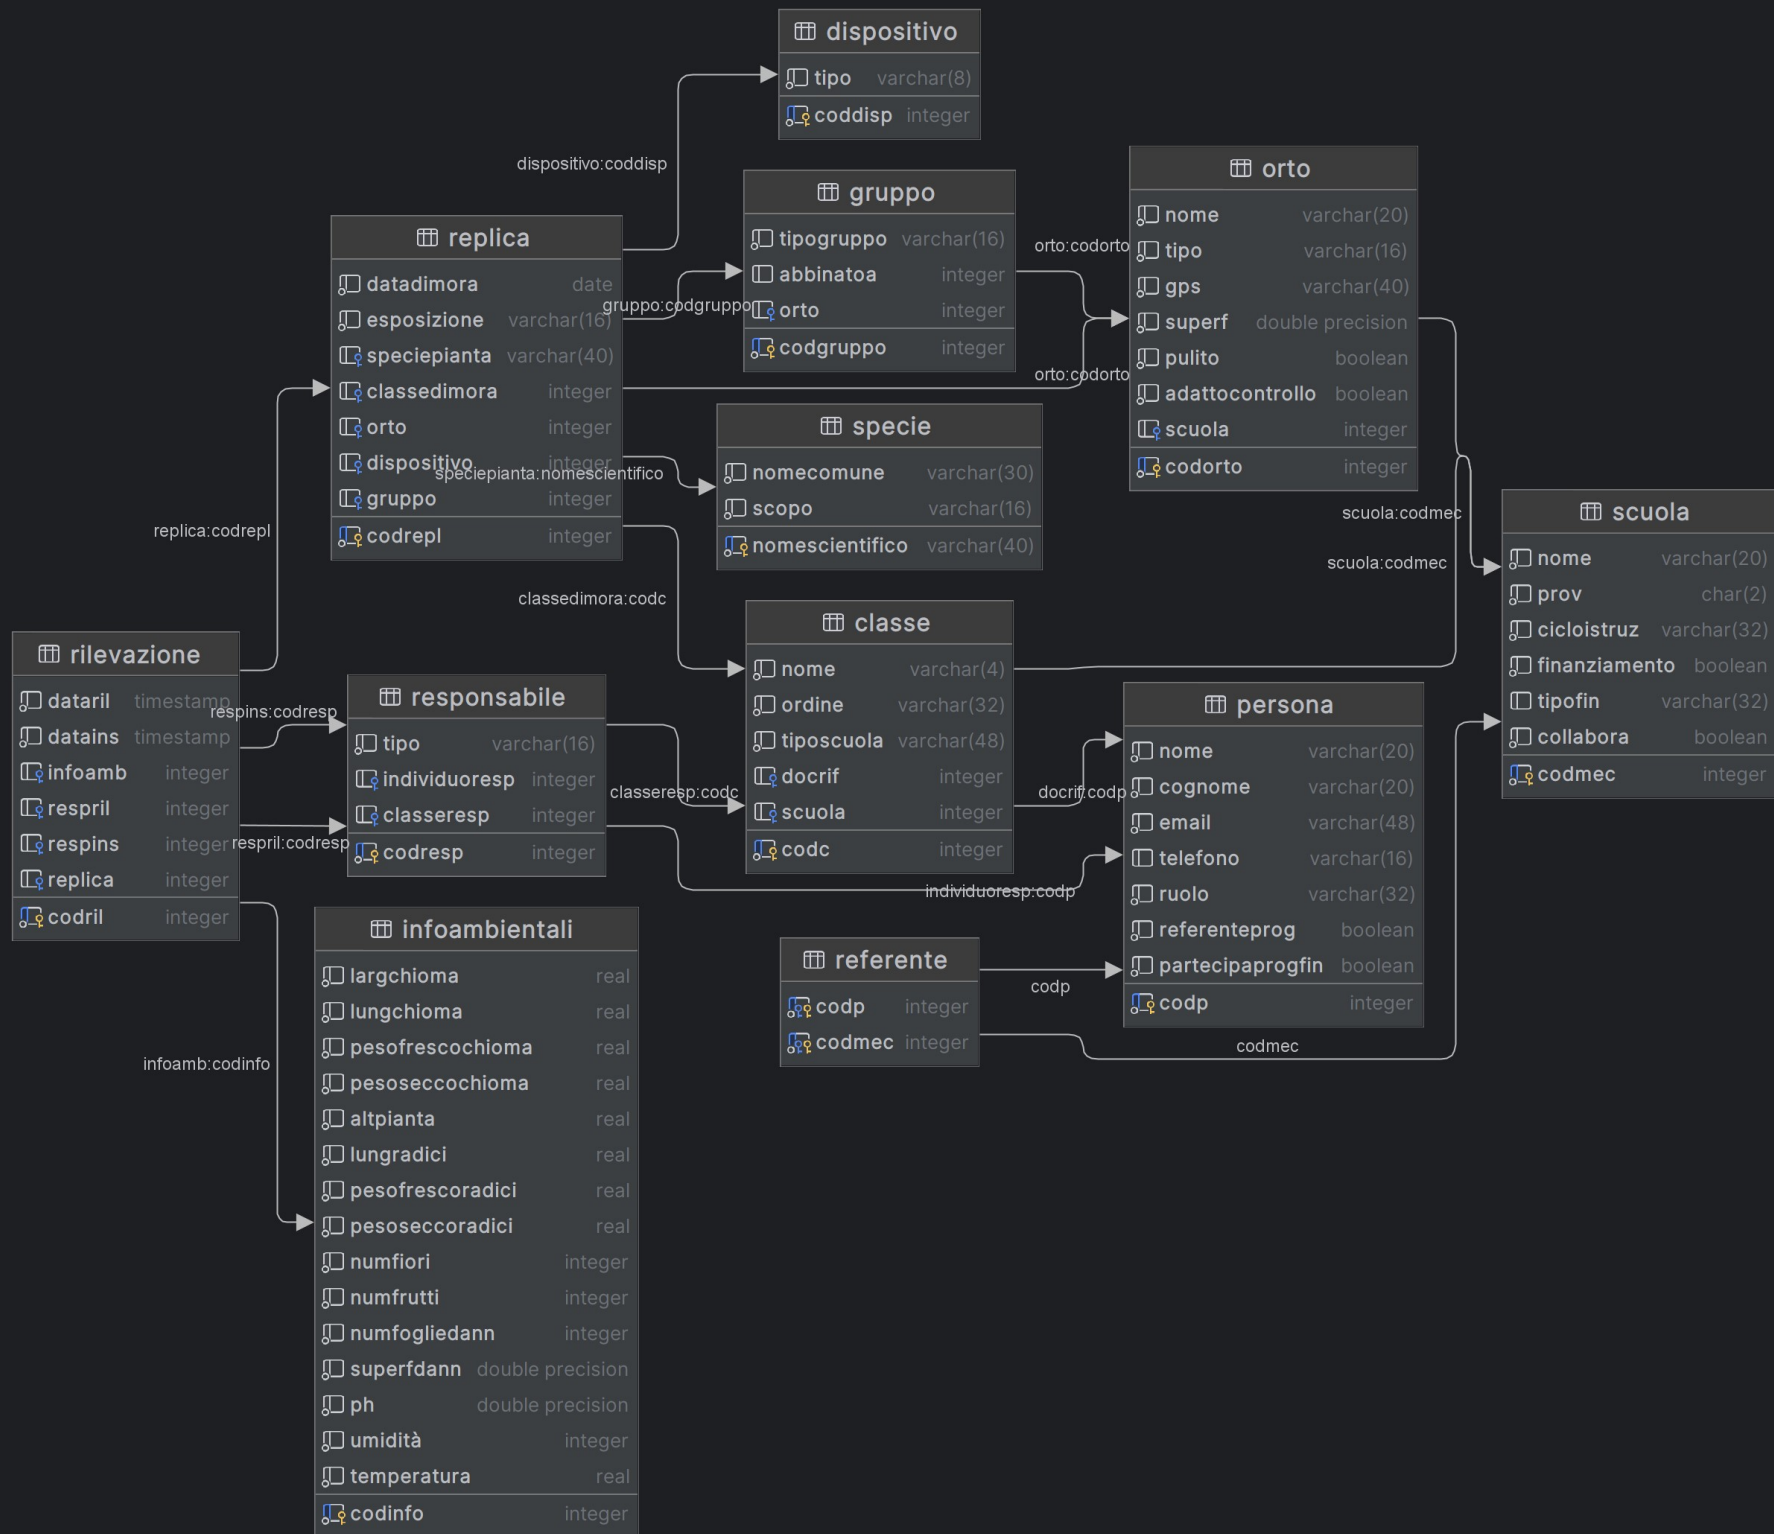 dispositivo
tipo varchar(8)
coddisp integer
dispositivo:coddisp
gruppo
tipogruppo varchar(16)
abbinatoa integer
orto integer
codgruppo integer
orto:codorto
orto
nome varchar(20)
tipo varchar(16)
gps varchar(40)
superf double precision
pulito boolean
adattocontrollo boolean
scuola integer
codorto integer
replica
datadimora date
esposizione varchar(16)
speciepianta varchar(40)
classedimora integer
orto integer
dispositivo integer
gruppo integer
codrepl integer
gruppo:codgruppo
orto:codorto
speciepianta:nomescientifico
specie
nomecomune varchar(30)
scopo varchar(16)
nomescientifico varchar(40)
replica:codrepl
classedimora:codc
scuola:codmec
scuola:codmec
scuola
nome varchar(20)
prov char(2)
cicloistruz varchar(32)
finanziamento boolean
tipofin varchar(32)
collabora boolean
codmec integer
classe
nome varchar(4)
ordine varchar(32)
tiposcuola varchar(48)
docrif integer
scuola integer
codc integer
rilevazione
dataril timestamp
datains timestamp
infoamb integer
respril integer
respins integer
replica integer
codril integer
respins:codresp
respril:codresp
responsabile
tipo varchar(16)
individuoresp integer
classeresp integer
codresp integer
classeresp:codc
docrif:codp
individuoresp:codp
persona
nome varchar(20)
cognome varchar(20)
email varchar(48)
telefono varchar(16)
ruolo varchar(32)
referenteprog boolean
partecipaprogfin boolean
codp integer
referente
codp integer
codmec integer
codp
codmec
infoamb:codinfo
infoambientali
largchioma real
lungchioma real
pesofrescochioma real
pesoseccochioma real
altpianta real
lungradici real
pesofrescoradici real
pesoseccoradici real
numfiori integer
numfrutti integer
numfogliedann integer
superfdann double precision
ph double precision
umidità integer
temperatura real
codinfo integer